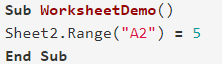 Sub WorksheetDemo()
Sheet2.Range("A2") = 5
End Sub